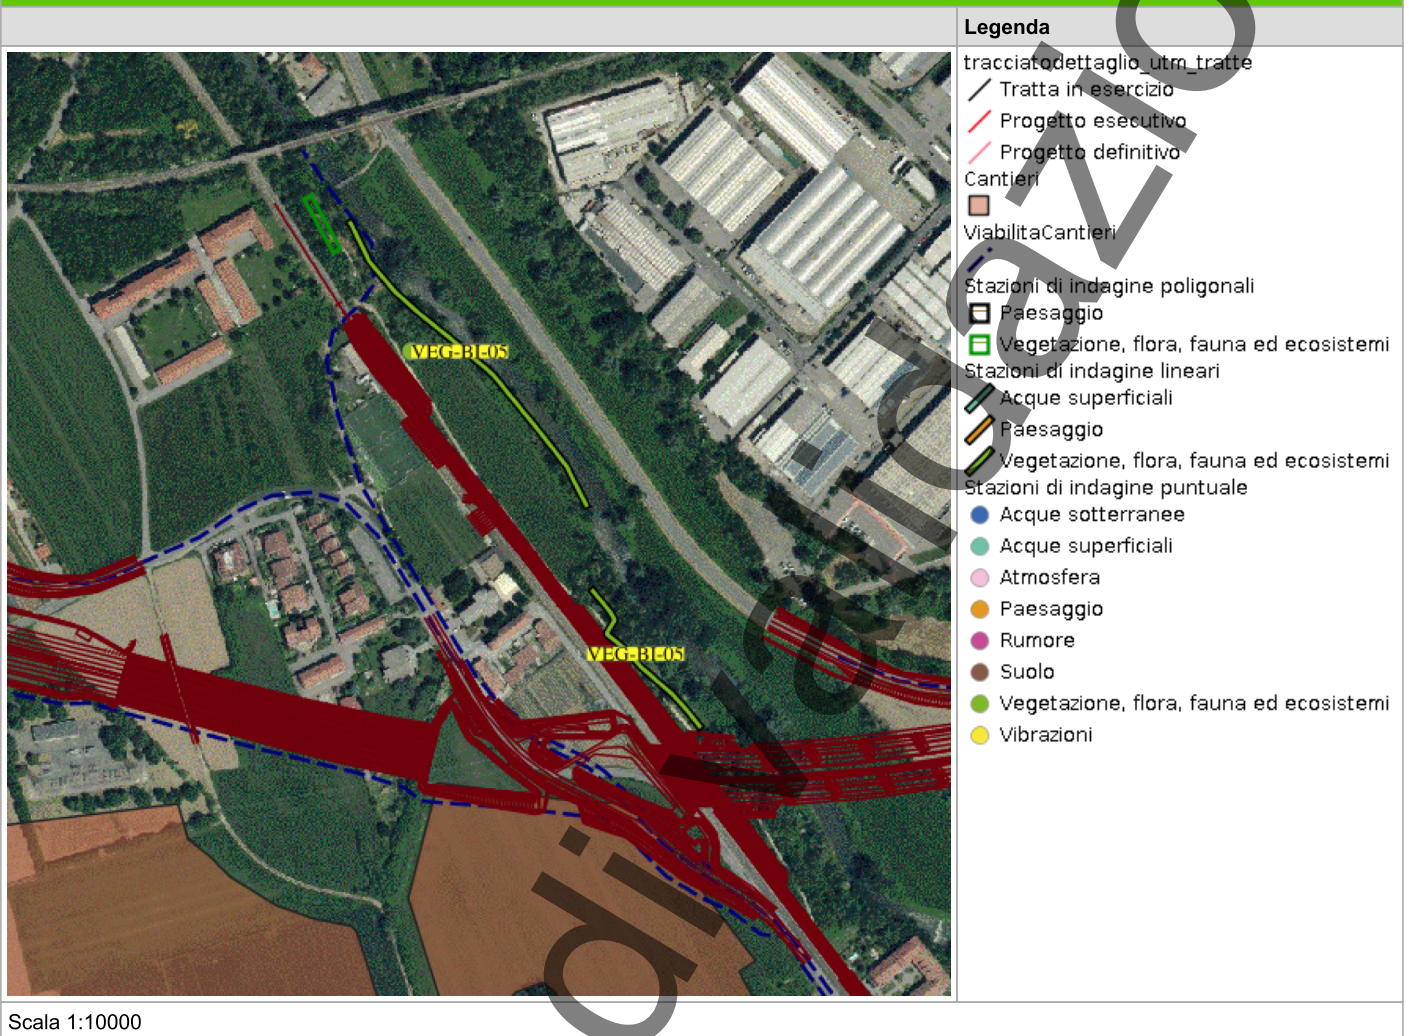 Legenda
tracciatodettaglio_utm_tratte
Tratta in esercizio
Progetto esecutivo
Progetto definitivo
Cantieri
ViabilitaCantieri
Stazioni di indagine poligonali
Paesaggio
Vegetazione, flora, fauna ed ecosistemi
Stazioni di indagine lineari
Acque superficiali
Paesaggio
Vegetazione, flora, fauna ed ecosistemi
Stazioni di indagine puntuale
Acque sotterranee
Acque superficiali
Atmosfera
Paesaggio
Rumore
Suolo
Vegetazione, flora, fauna ed ecosistemi
Vibrazioni
VEG-BI-05
VEG-BI-05
Scala 1:10000